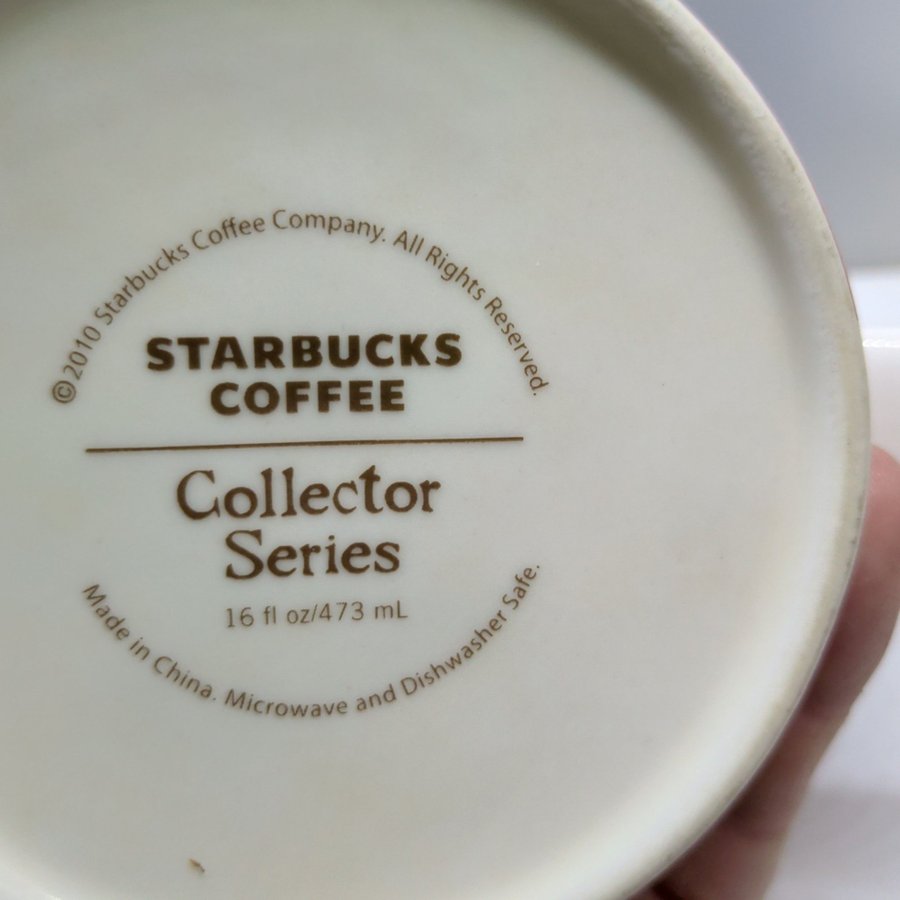 ©2010 Starbucks Coffee Company. All Rights Reserved.
STARBUCKS
COFFEE
Collector
Series
16 fl oz/473 mL
Made in China. Microwave and Dishwasher Safe.